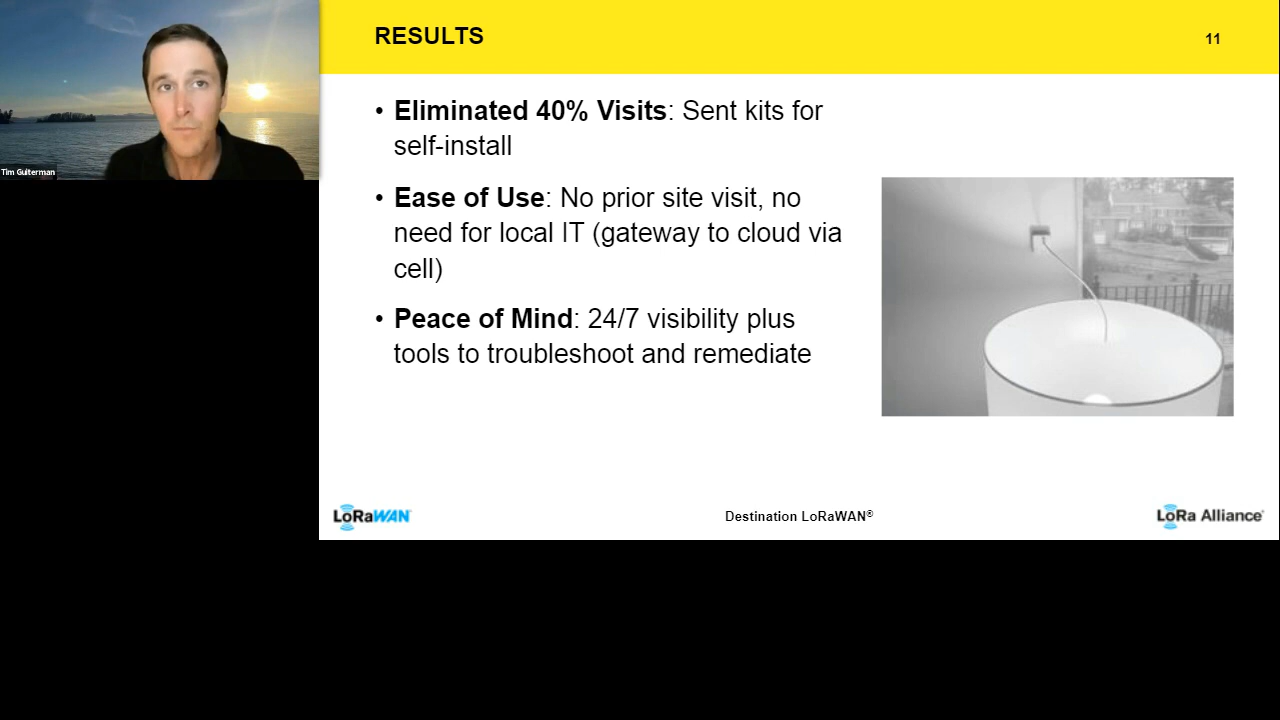 RESULTS
11
• Eliminated 40% Visits: Sent kits for
self-install
• Ease of Use: No prior site visit, no
need for local IT (gateway to cloud via
cell)
• Peace of Mind: 24/7 visibility plus
tools to troubleshoot and remediate
Tim Guiterman
LoRaWAN
Destination LoRaWAN®
LoRa Alliance